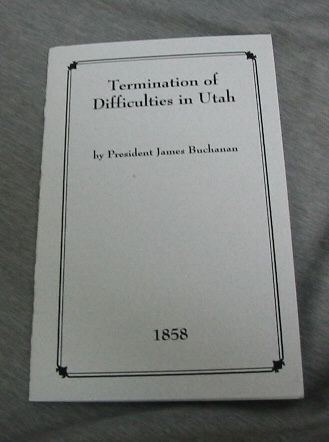 Termination of
Difficulties in Utah
by President James Buchanan
1858